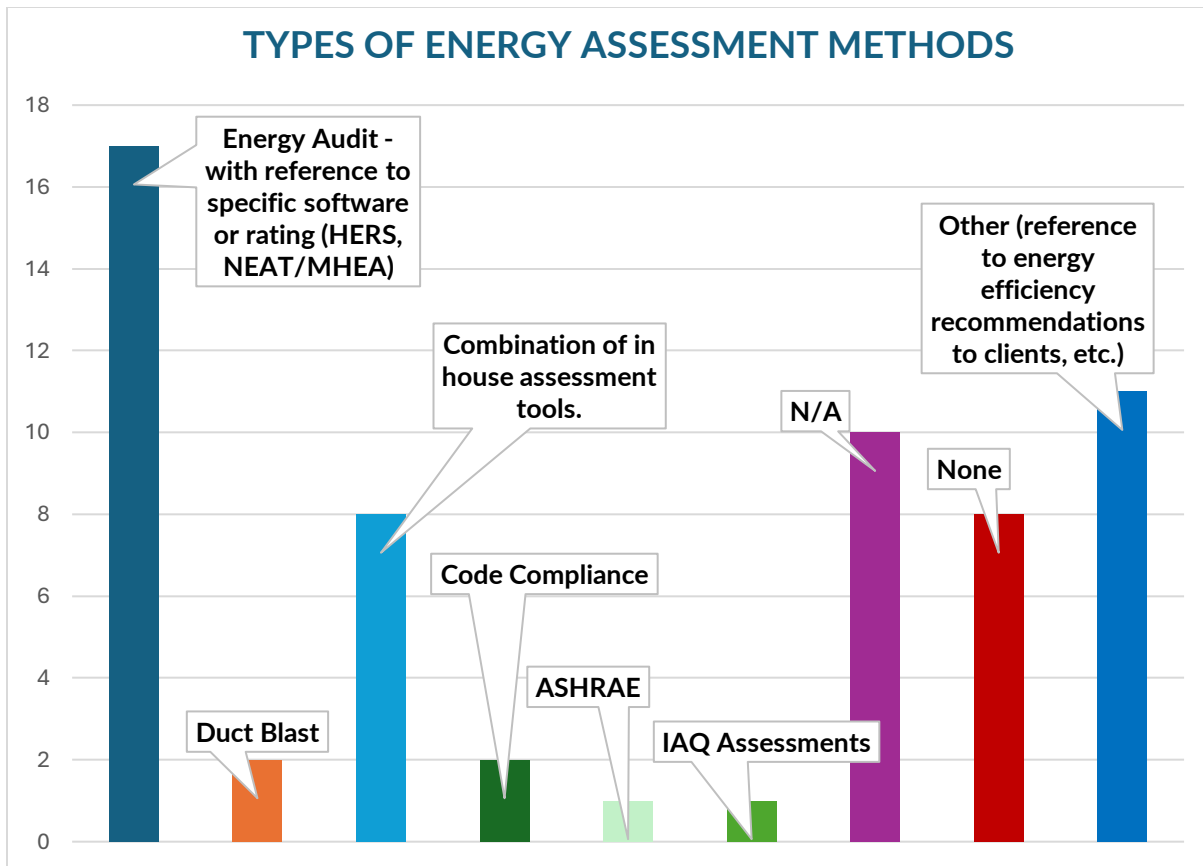 TYPES OF ENERGY ASSESSMENT METHODS
18
16
14
12
10
8
6
4
2
0
Energy Audit -
with reference to
specific software
or rating (HERS,
NEAT/MHEA)
Duct Blast
Combination of in
house assessment
tools.
Code Compliance
ASHRAE
IAQ Assessments
N/A
None
Other (reference
to energy
efficiency
recommendations
to clients, etc.)